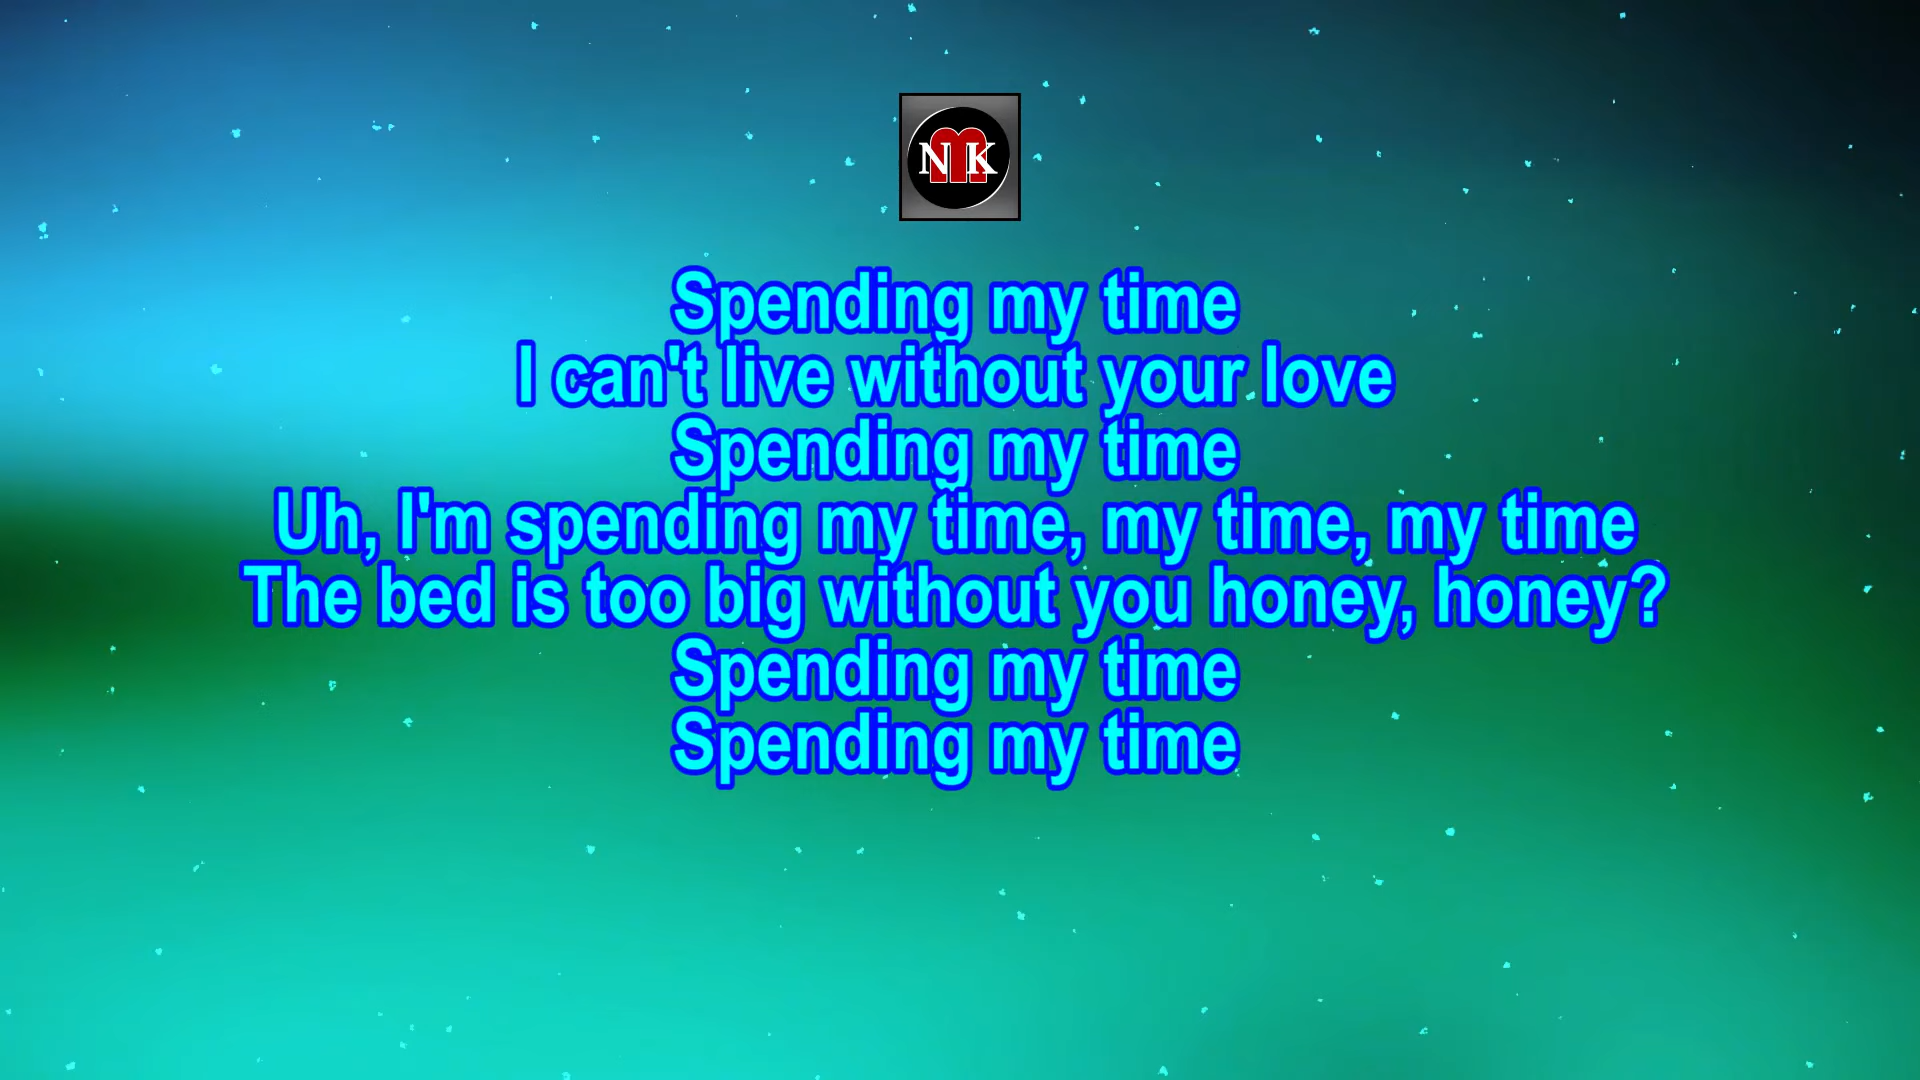 NMK
Spending my time
I can't live without your love
Spending my time
Uh, I'm spending my time, my time, my time
The bed is too big without you honey, honey?
Spending my time
Spending my time